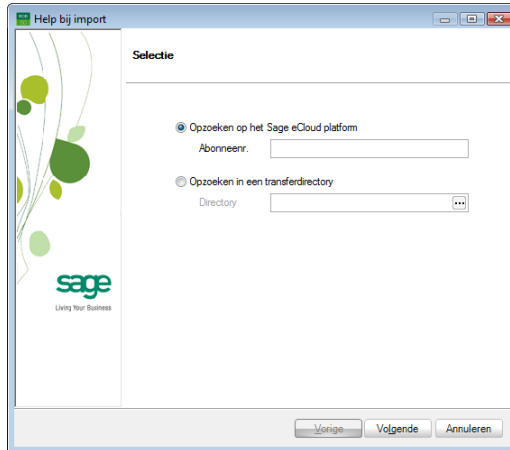 Help bij import
Selectie
Opzoeken op het Sage eCloud platform
Abonneenr.
Opzoeken in een transferdirectory
Directory
...
sage
Living Your Business
Vorige
Volgende
Annuleren